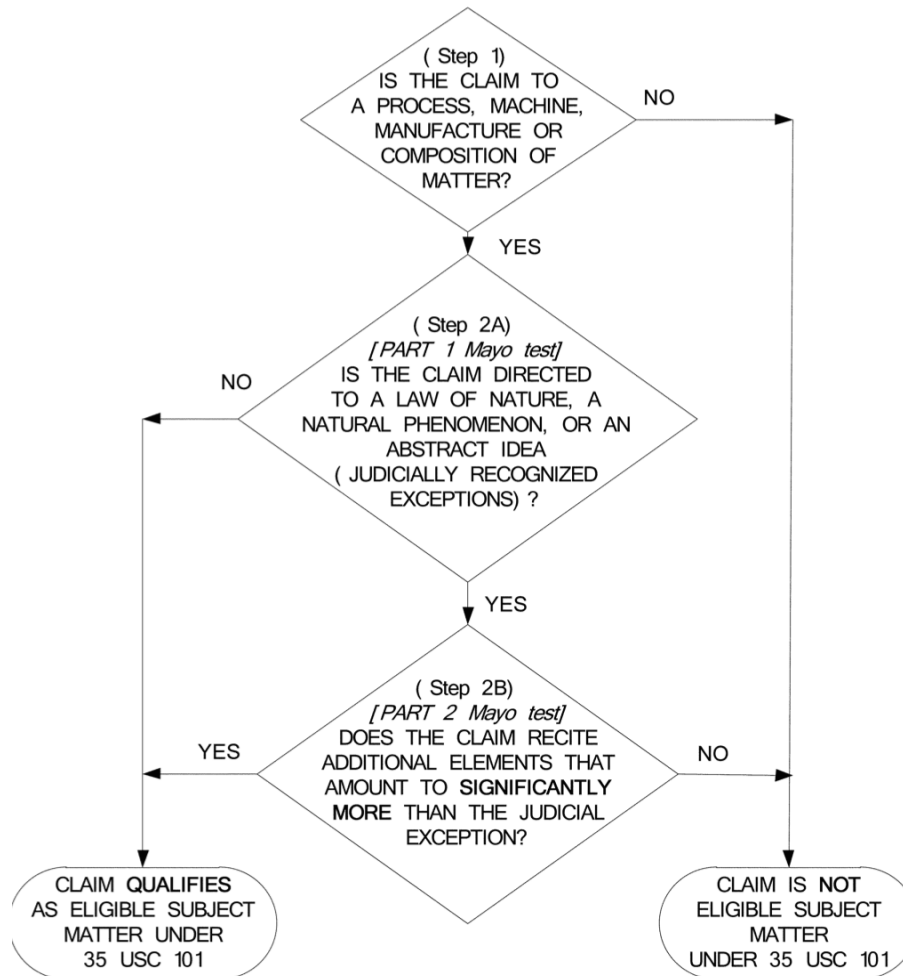 ( Step 1)
IS THE CLAIM TO
A PROCESS, MACHINE,
MANUFACTURE OR
COMPOSITION OF
MATTER?
NO
YES
( Step 2A)
[PART 1 Mayo test]
IS THE CLAIM DIRECTED
TO A LAW OF NATURE, A
NATURAL PHENOMENON, OR AN
ABSTRACT IDEA
( JUDICIALLY RECOGNIZED
EXCEPTIONS) ?
NO
YES
( Step 2B)
[PART 2 Mayo test]
DOES THE CLAIM RECITE
ADDITIONAL ELEMENTS THAT
AMOUNT TO SIGNIFICANTLY
MORE THAN THE JUDICIAL
EXCEPTION?
YES
NO
CLAIM QUALIFIES
AS ELIGIBLE SUBJECT
MATTER UNDER
35 USC 101
CLAIM IS NOT
ELIGIBLE SUBJECT
MATTER
UNDER 35 USC 101